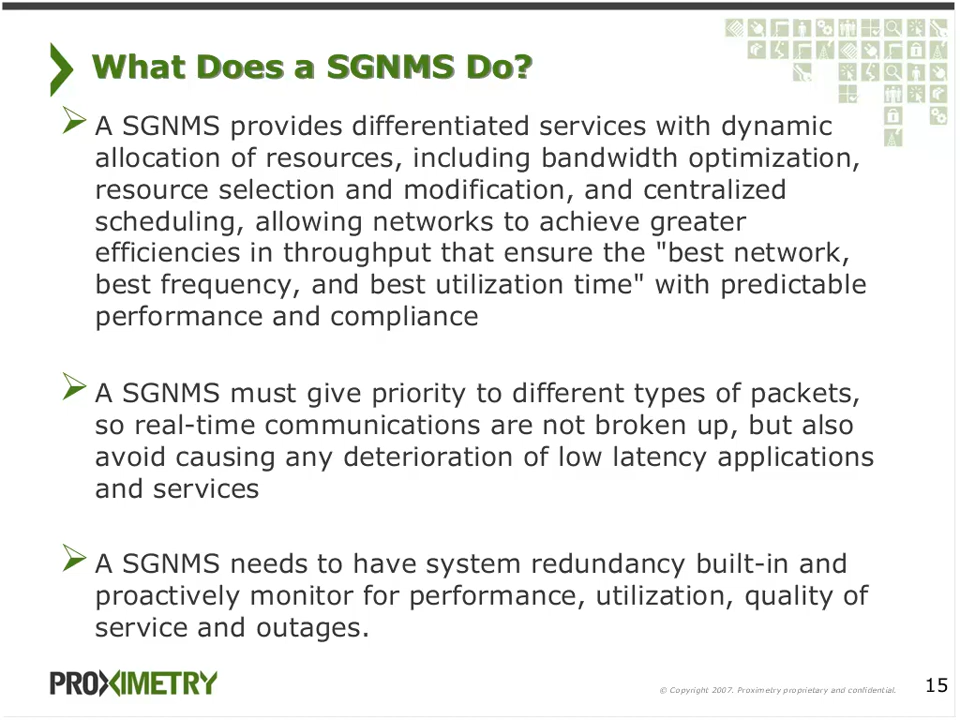 What Does a SGNMS Do?
A SGNMS provides differentiated services with dynamic
allocation of resources, including bandwidth optimization,
resource selection and modification, and centralized
scheduling, allowing networks to achieve greater
efficiencies in throughput that ensure the "best network,
best frequency, and best utilization time" with predictable
performance and compliance
A SGNMS must give priority to different types of packets,
so real-time communications are not broken up, but also
avoid causing any deterioration of low latency applications
and services
A SGNMS needs to have system redundancy built-in and
proactively monitor for performance, utilization, quality of
service and outages.
PROXIMETRY
© Copyright 2007. Proximetry proprietary and confidential.
15